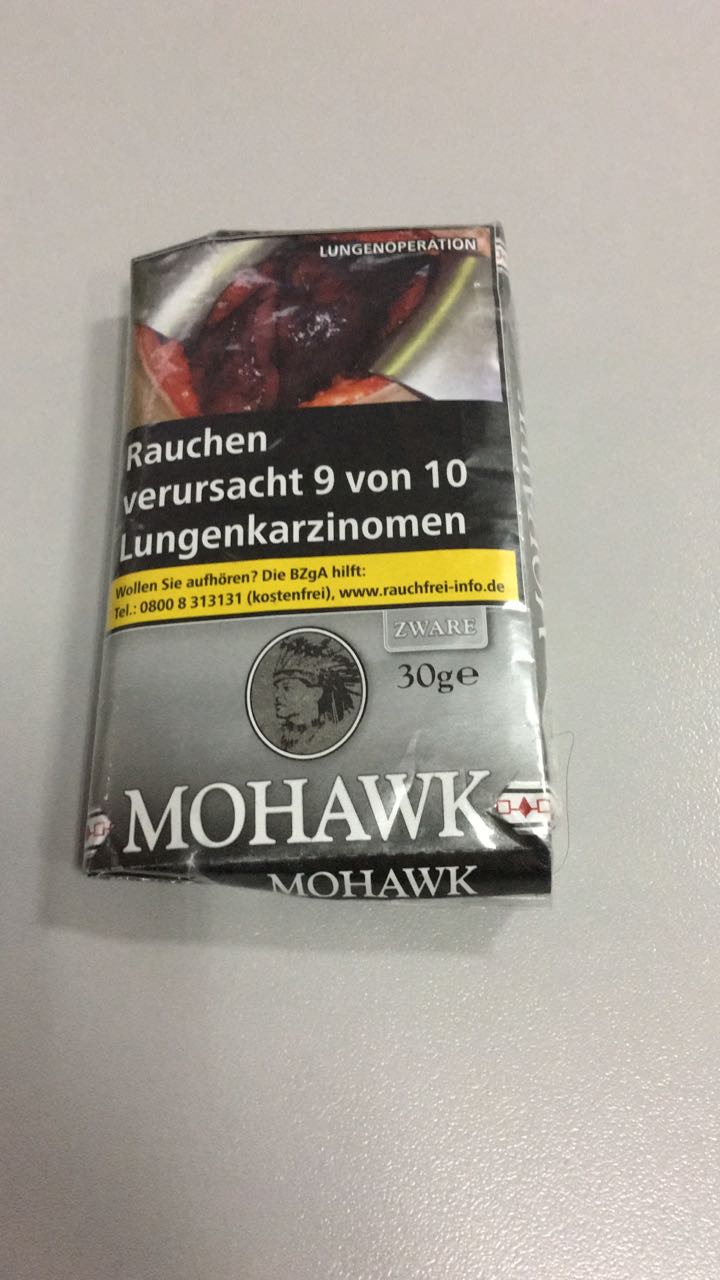 LUNGENOPERATION
Rauchen
verursacht 9 von 10
Lungenkarzinomen
Wollen Sie aufhören? Die BZgA hilft:
Tel.: 0800 8 313131 (kostenfrei), www.rauchfrei-info.de
ZWARE
30g℮
MOHAWK
MOHAWK